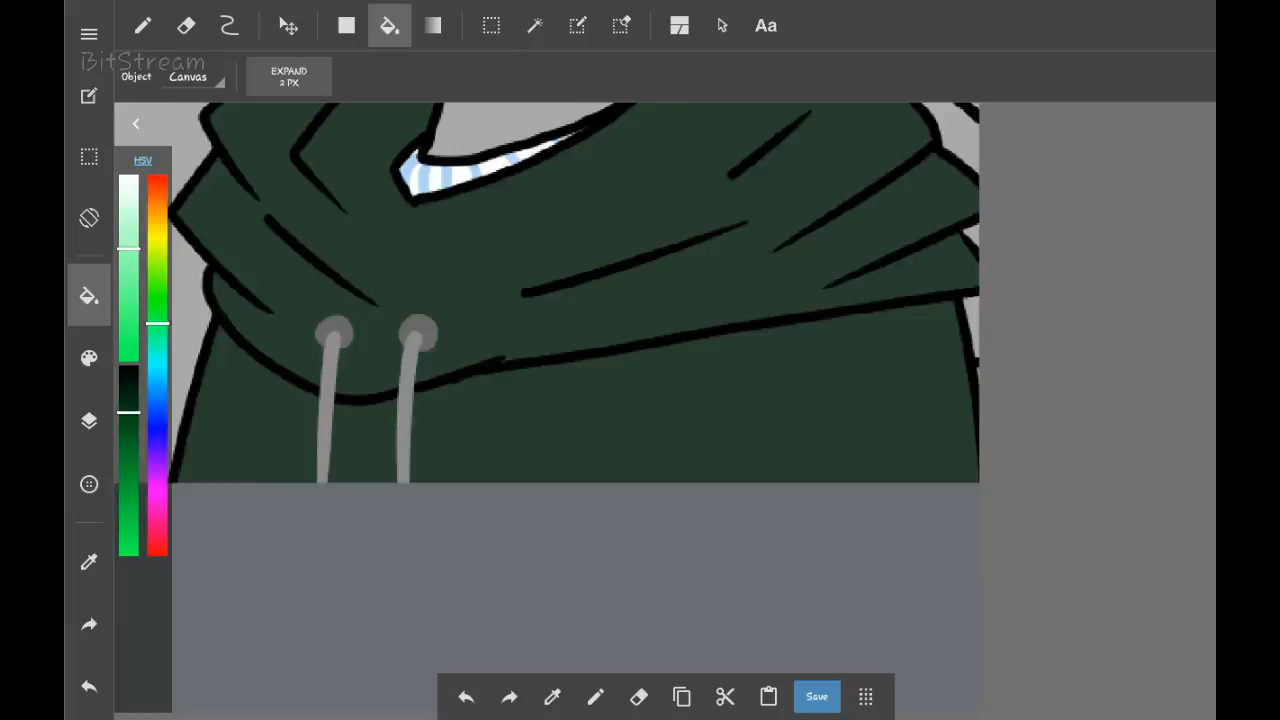 Aa
BitStream
Object Canvas
EXPAND
2 PX
HSV
Save